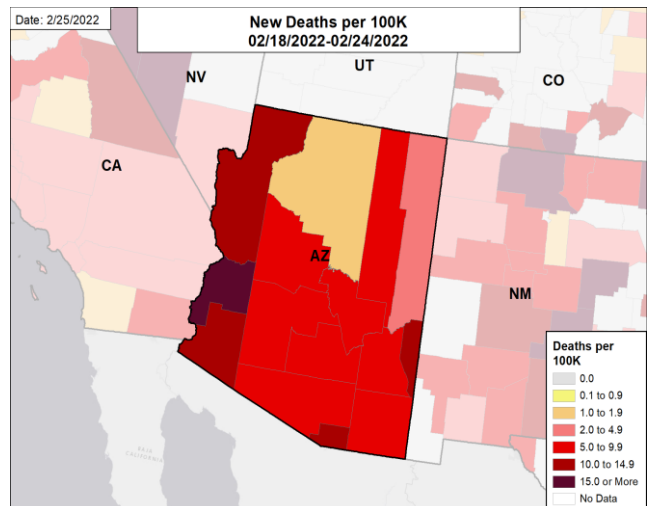 Date: 2/25/2022
New Deaths per 100K
02/18/2022-02/24/2022
NV
UT
CO
CA
AZ
NM
BAJA
CALIFORNIA
Deaths per
100K
0.0
0.1 to 0.9
1.0 to 1.9
2.0 to 4.9
5.0 to 9.9
10.0 to 14.9
15.0 or More
No Data